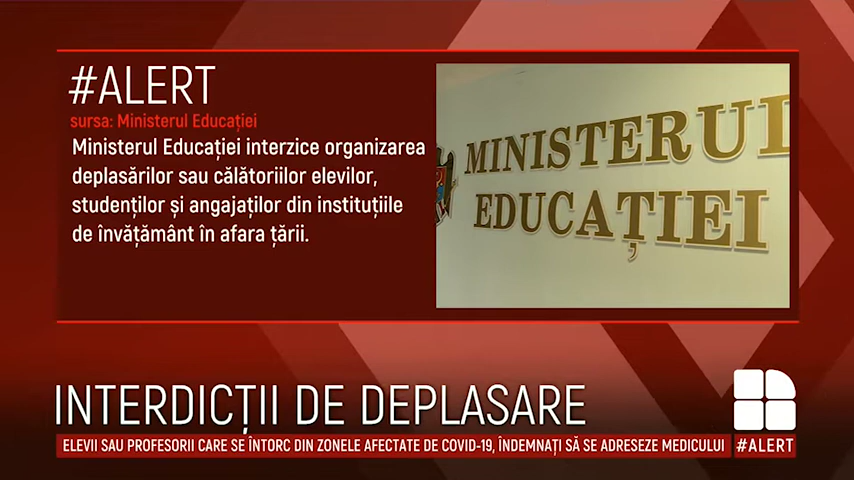 #ALERT
sursa: Ministerul Educației
Ministerul Educației interzice organizarea
deplasărilor sau călătoriilor elevilor,
studenților și angajaților din instituțiile
de învățământ în afara țării.
MINISTERUL
EDUCAȚIEI
INTERDICȚII DE DEPLASARE
ELEVII SAU PROFESORII CARE SE ÎNTORC DIN ZONELE AFECTATE DE COVID-19, ÎNDEMNAȚI SĂ SE ADRESEZE MEDICULUI
#ALERT